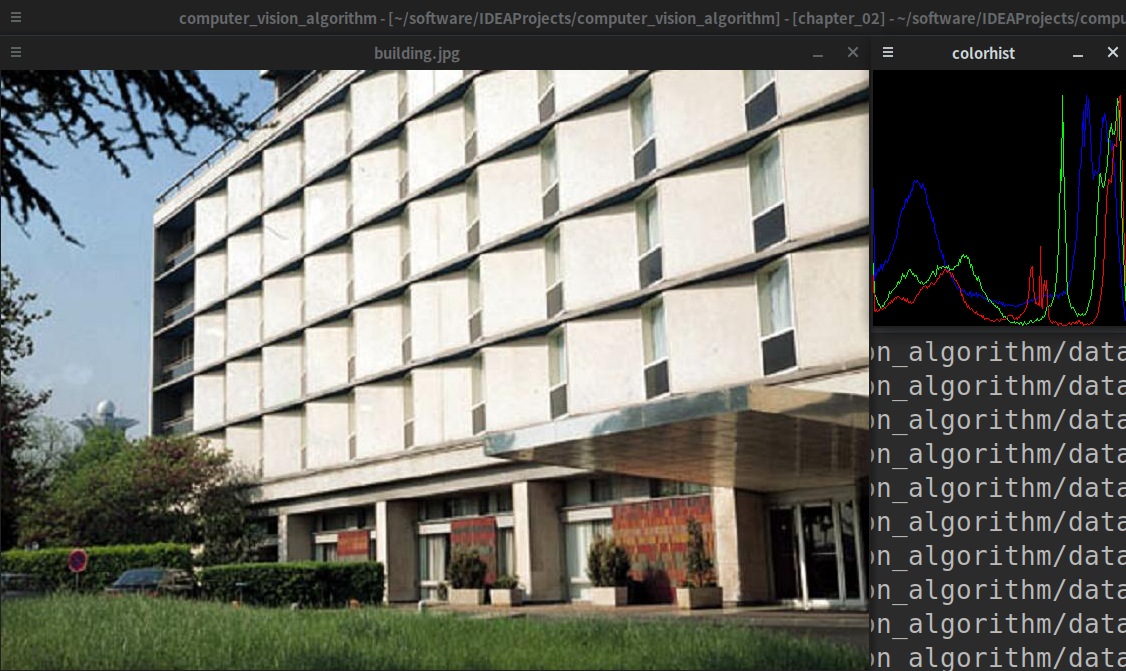 computer_vision_algorithm - [~/software/IDEAProjects/computer_vision_algorithm] - [chapter_02] - ~/software/IDEAProjects/compu
building.jpg
colorhist
on_algorithm/data
on_algorithm/data
on_algorithm/data
on_algorithm/data
on_algorithm/data
on_algorithm/data
on_algorithm/data
on_algorithm/data
on_algorithm/data
on_algorithm/data